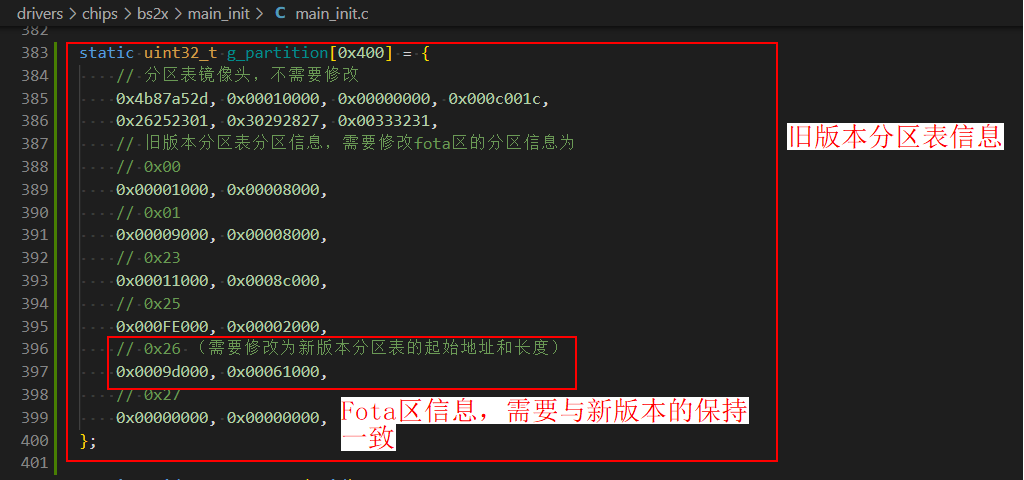 drivers > chips > bs2x > main_init > C main_init.c
382
383 static uint32_t g_partition[0x400] = {
384 // 分区表镜像头，不需要修改
385 0x4b87a52d, 0x00010000, 0x00000000, 0x000c001c,
386 0x26252301, 0x30292827, 0x00333231,
387 // 旧版本分区表分区信息，需要修改fota区的分区信息为
388 // 0x00
389 0x00001000, 0x00008000,
390 // 0x01
391 0x00009000, 0x00008000,
392 // 0x23
393 0x00011000, 0x0008c000,
394 // 0x25
395 0x000FE000, 0x00002000,
396 // 0x26 （需要修改为新版本分区表的起始地址和长度）
397 0x0009d000, 0x00061000,
398 // 0x27
399 0x00000000, 0x00000000,
400 };
401
旧版本分区表信息
Fota区信息，需要与新版本的保持
一致